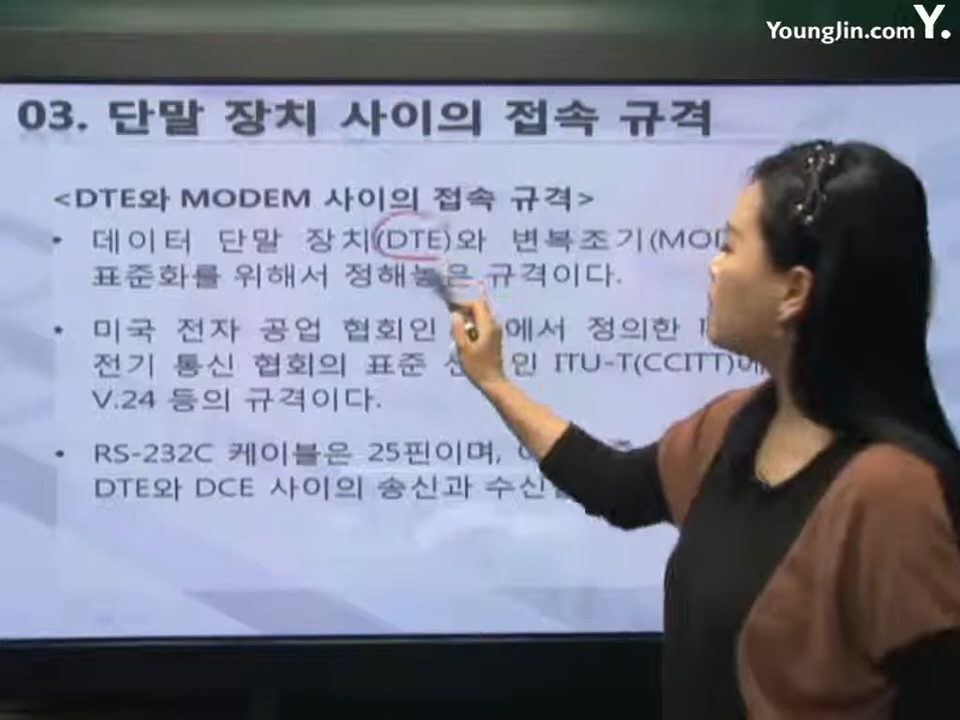 YoungJin.com Y.
03. 단말 장치 사이의 접속 규격
<DTE와 MODEM 사이의 접속 규격>
• 데이터 단말 장치(DTE)와 변복조기(MOD
표준화를 위해서 정해놓은 규격이다.
• 미국 전자 공업 협회인 에서 정의한
전기 통신 협회의 표준 인 ITU-T(CCITT)에
V.24 등의 규격이다.
• RS-232C 케이블은 25핀이며,
DTE와 DCE 사이의 송신과 수신을